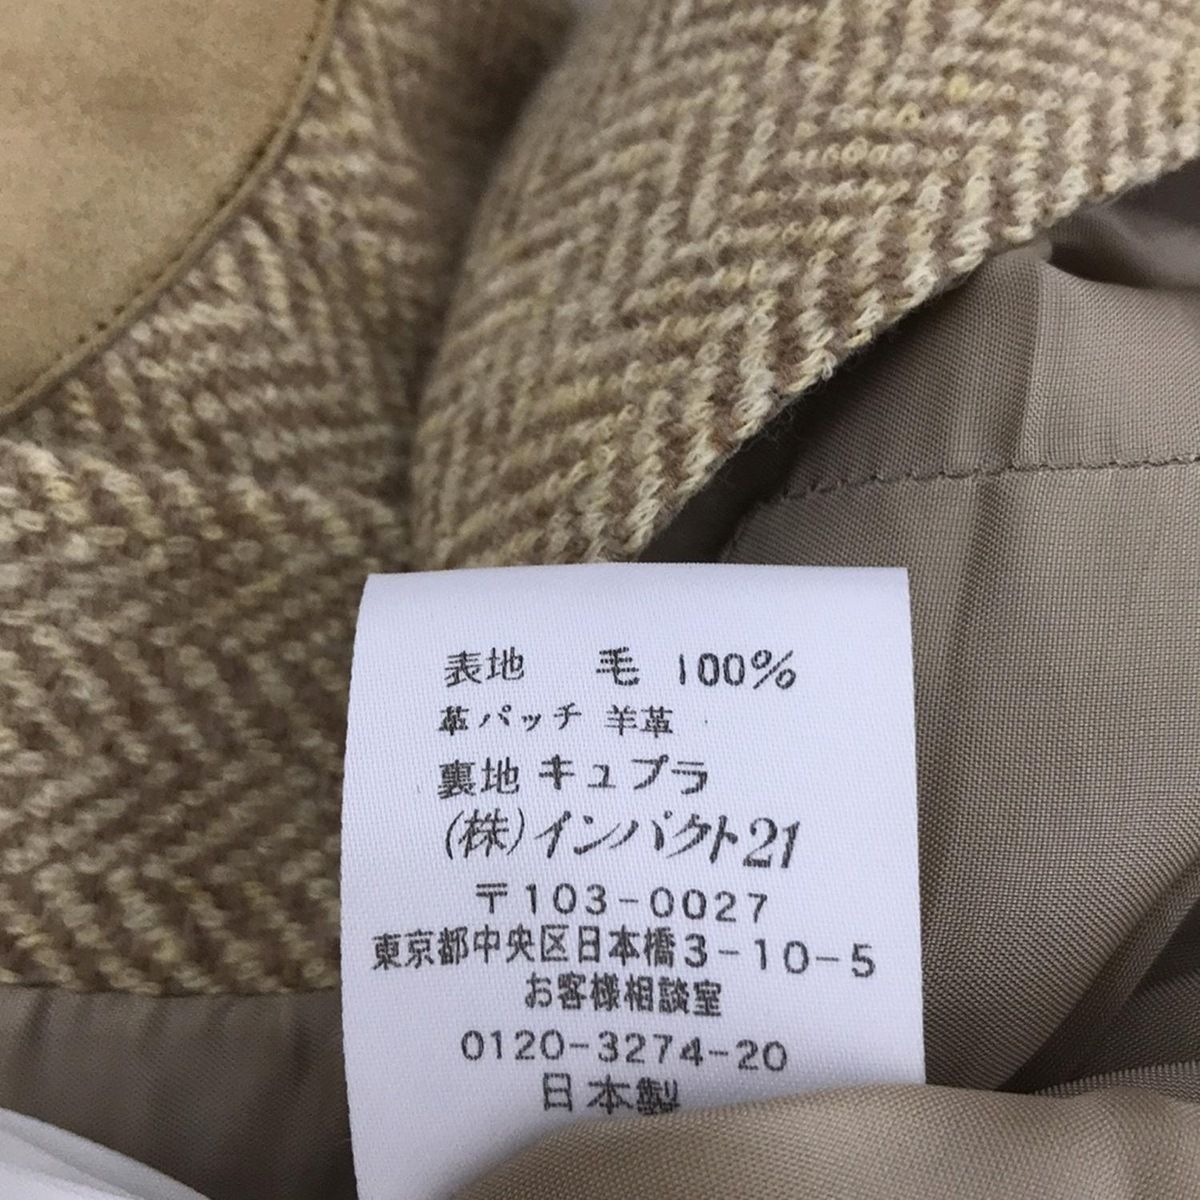 表地 毛 100%
革パッチ 羊革
裏地 キュプラ
(株)インパクト21
〒103-0027
東京都中央区日本橋3-10-5
お客様相談室
0120-3274-20
日本製